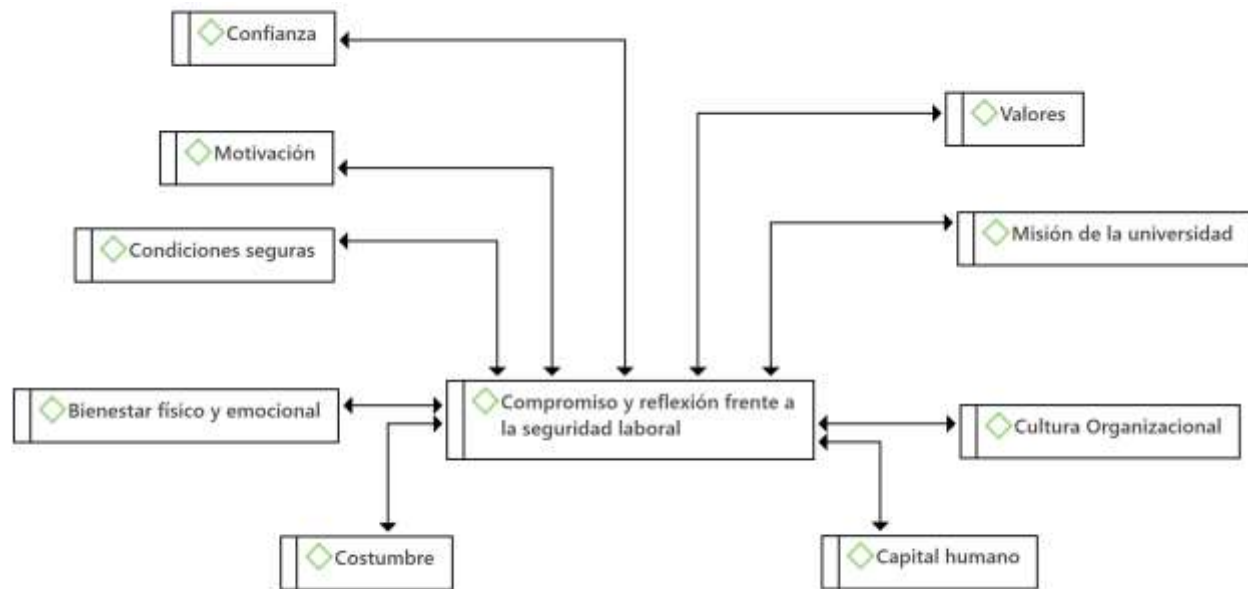 Confianza
Valores
Motivación
Misión de la universidad
Condiciones seguras
Bienestar físico y emocional
Compromiso y reflexión frente a
la seguridad laboral
Cultura Organizacional
Costumbre
Capital humano